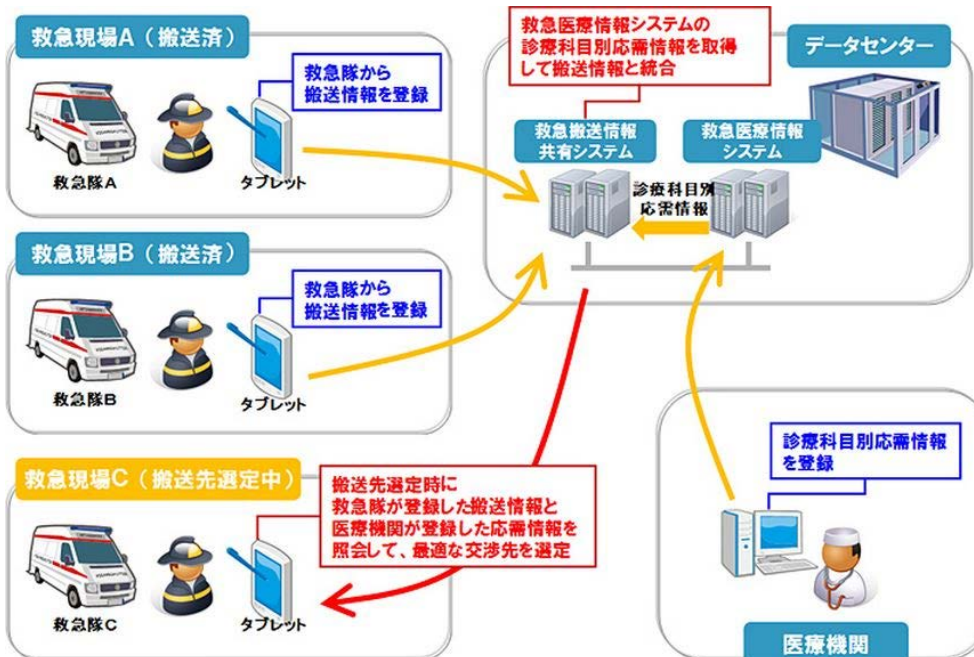 救急現場A（搬送済）
救急隊から
搬送情報を登録
救急隊A
タブレット
救急現場B（搬送済）
救急隊から
搬送情報を登録
救急隊B
タブレット
救急現場C（搬送先選定中）
搬送先選定時に
救急隊が登録した搬送情報と
医療機関が登録した応需情報を
照会して、最適な交渉先を選定
救急隊C
タブレット
救急医療情報システムの
診療科目別応需情報を取得
して搬送情報と統合
データセンター
救急搬送情報
共有システム
救急医療情報
システム
診療科目別
応需情報
診療科目別応需情報
を登録
医療機関